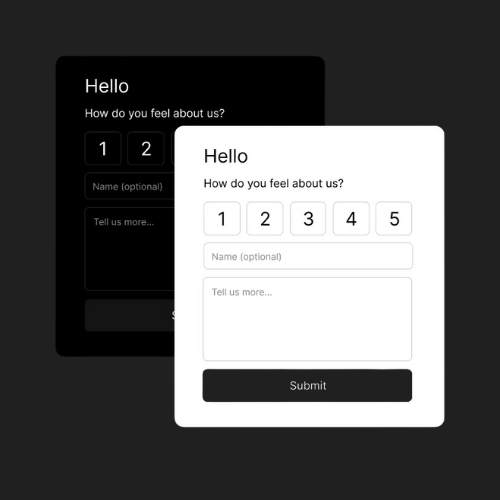 Hello
How do you feel about us?
1 2
Name (optional)
Tell us more...
Hello
How do you feel about us?
1 2 3 4 5
Name (optional)
Tell us more...
Submit